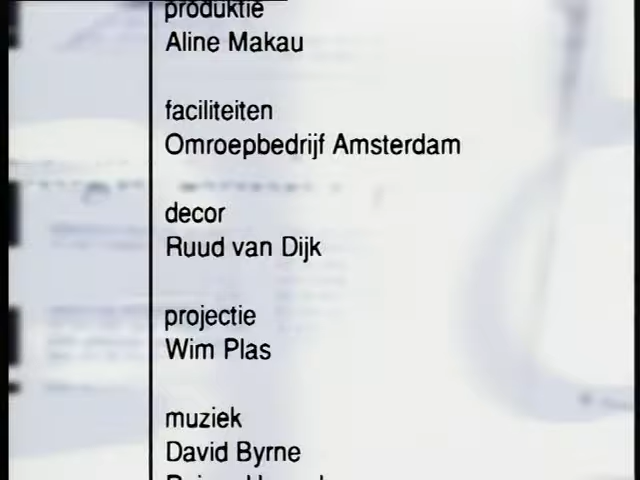 produktie
Aline Makau
faciliteiten
Omroepbedrijf Amsterdam
decor
Ruud van Dijk
projectie
Wim Plas
muziek
David Byrne